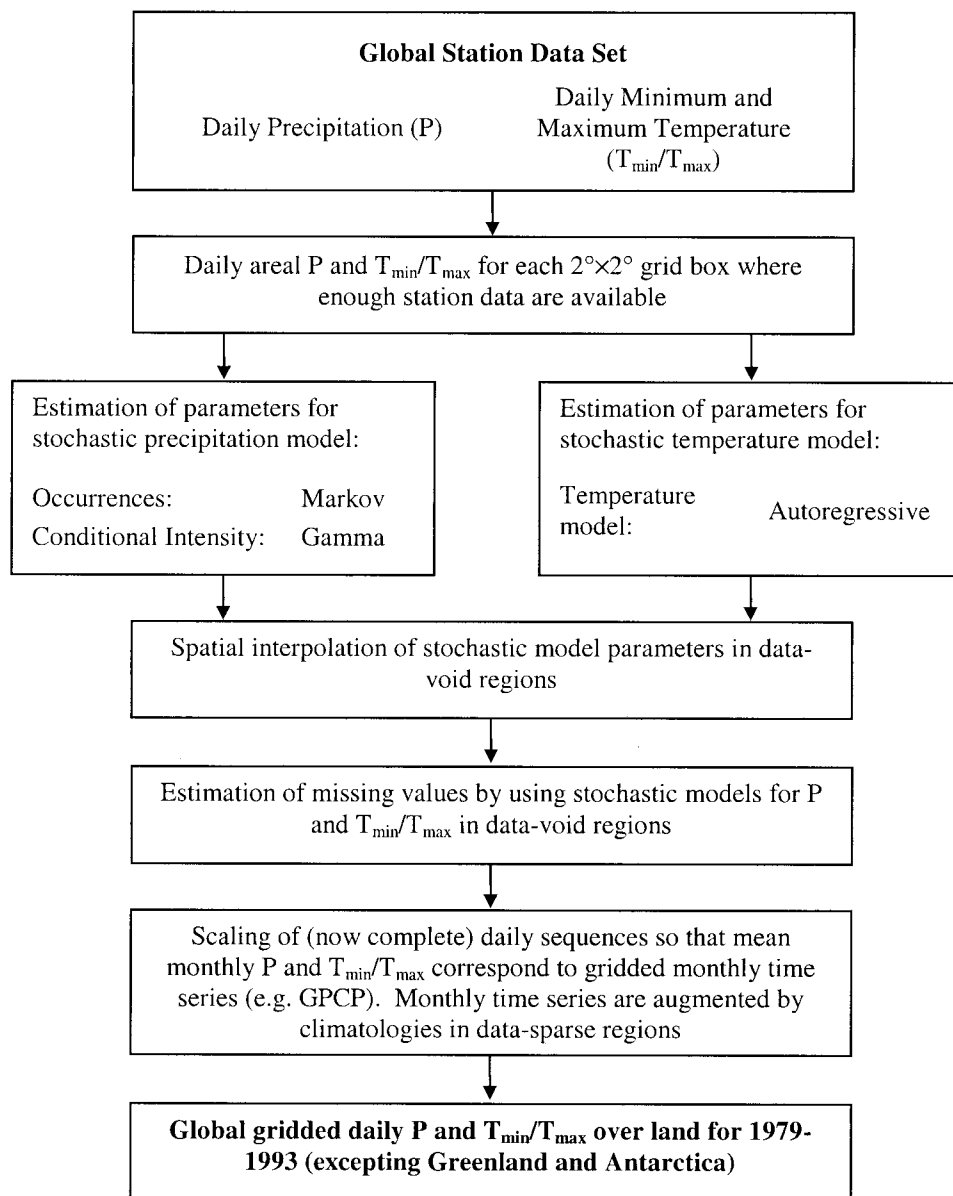 Global Station Data Set
Daily Precipitation (P)
Daily Minimum and
Maximum Temperature
(Tmin/Tmax)
Daily areal P and Tmin/Tmax for each 2°×2° grid box where
enough station data are available
Estimation of parameters for
stochastic precipitation model:
Occurrences: Markov
Conditional Intensity: Gamma
Estimation of parameters for
stochastic temperature model:
Temperature
model: Autoregressive
Spatial interpolation of stochastic model parameters in data-
void regions
Estimation of missing values by using stochastic models for P
and Tmin/Tmax in data-void regions
Scaling of (now complete) daily sequences so that mean
monthly P and Tmin/Tmax correspond to gridded monthly time
series (e.g. GPCP). Monthly time series are augmented by
climatologies in data-sparse regions
Global gridded daily P and Tmin/Tmax over land for 1979-
1993 (excepting Greenland and Antarctica)